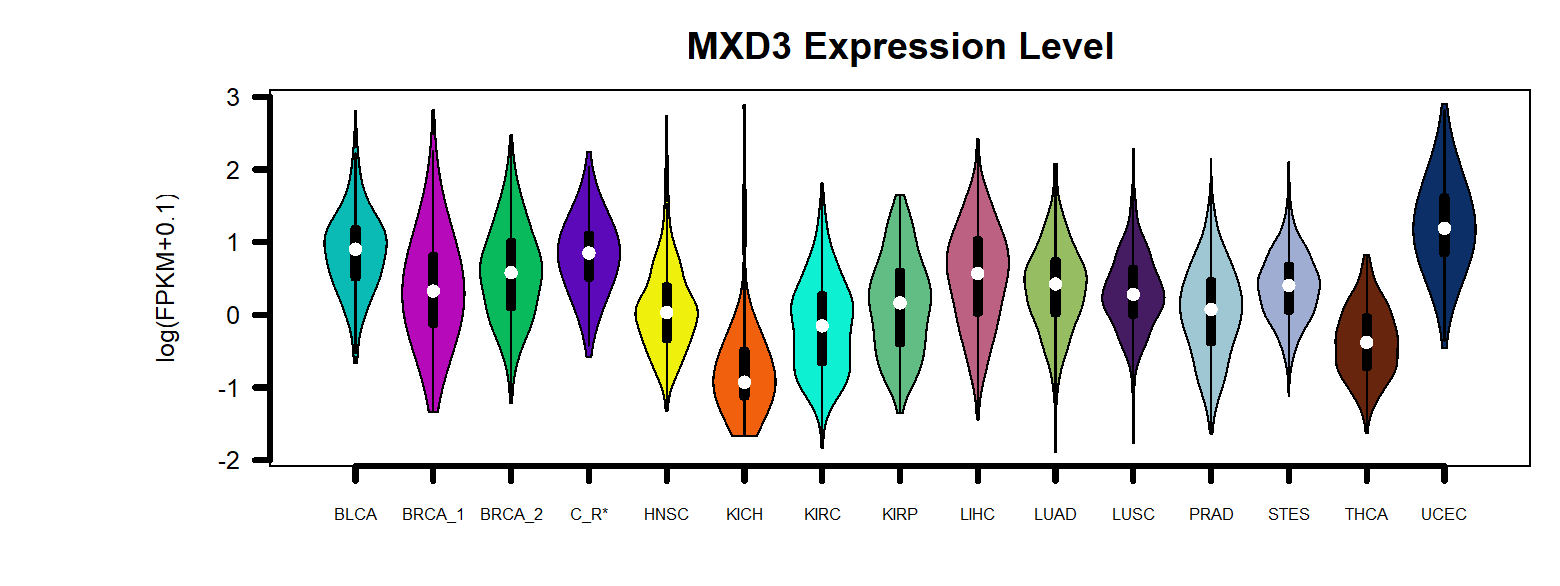 MXD3 Expression Level
log(FPKM+0.1)
3
2
1
0
-1
-2
BLCA BRCA_1 BRCA_2 C_R* HNSC KICH KIRC KIRP LIHC LUAD LUSC PRAD STES THCA UCEC